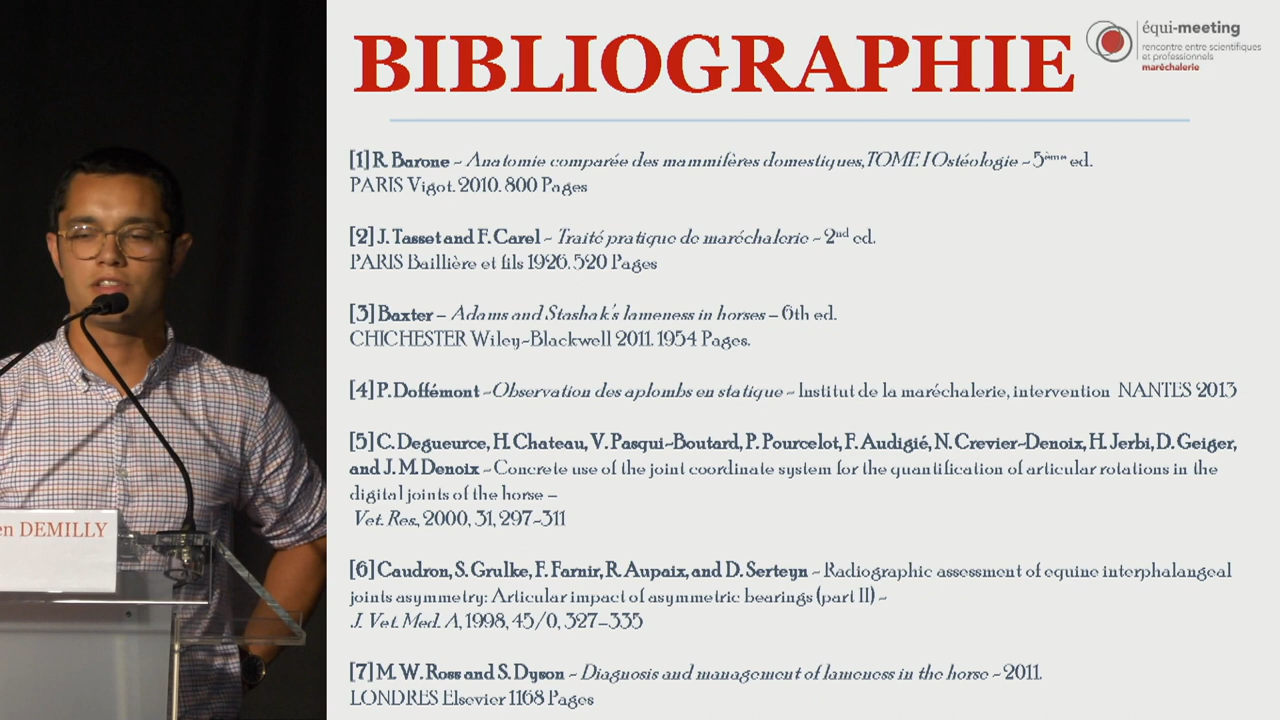 BIBLIOGRAPHIE
équi-meeting
rencontre entre scientifiques
et professionnels
maréchalerie
[1] R. Barone – Anatomie comparée des mammifères domestiques, TOME I Ostéologie – 5ème ed.
PARIS Vigot. 2010. 800 Pages
[2] J. Tasset and F. Carel – Traité pratique de maréchalerie – 2nd ed.
PARIS Baillière et fils 1926. 520 Pages
[3] Baxter – Adams and Stashak's lameness in horses – 6th ed.
CHICHESTER Wiley-Blackwell 2011. 1954 Pages.
[4] P. Doffémont - Observation des aplombs en statique – Institut de la maréchalerie, intervention NANTES 2013
[5] C. Degueurce, H. Chateau, V. Pasqui-Boutard, P. Pourcelot, F. Audigié, N. Crevier-Denoix, H. Jerbi, D. Geiger,
and J. M. Denoix - Concrete use of the joint coordinate system for the quantification of articular rotations in the
digital joints of the horse –
Vet. Res., 2000, 31, 297-311
[6] Caudron, S. Grulke, F. Farnir, R. Aupaix, and D. Serteyn – Radiographic assessment of equine interphalangeal
joints asymmetry: Articular impact of asymmetric bearings (part II) –
J. Vet. Med. A, 1998, 45/0, 327–335
[7] M. W. Ross and S. Dyson – Diagnosis and management of lameness in the horse – 2011.
LONDRES Elsevier 1168 Pages
en DEMILLY